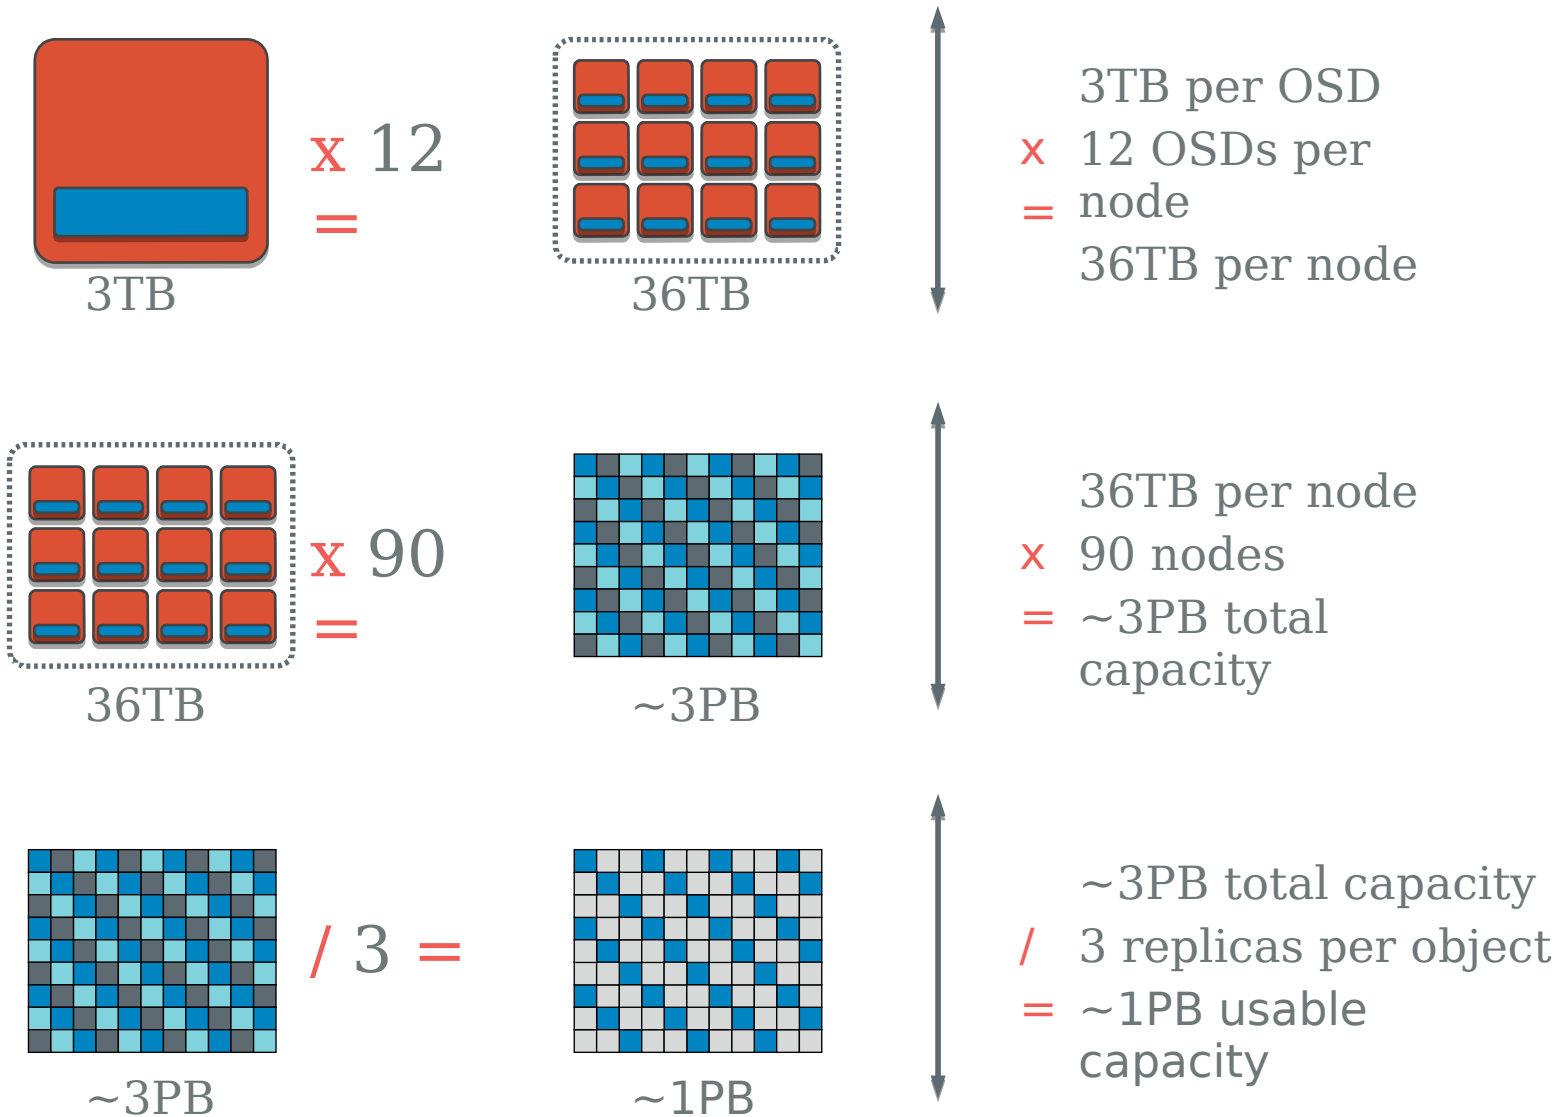 x 12
=
3TB
36TB
3TB per OSD
x 12 OSDs per
node
= 36TB per node
x 90
=
36TB
~3PB
36TB per node
x 90 nodes
= ~3PB total
capacity
/ 3 =
~3PB
~1PB
~3PB total capacity
/ 3 replicas per object
= ~1PB usable
capacity